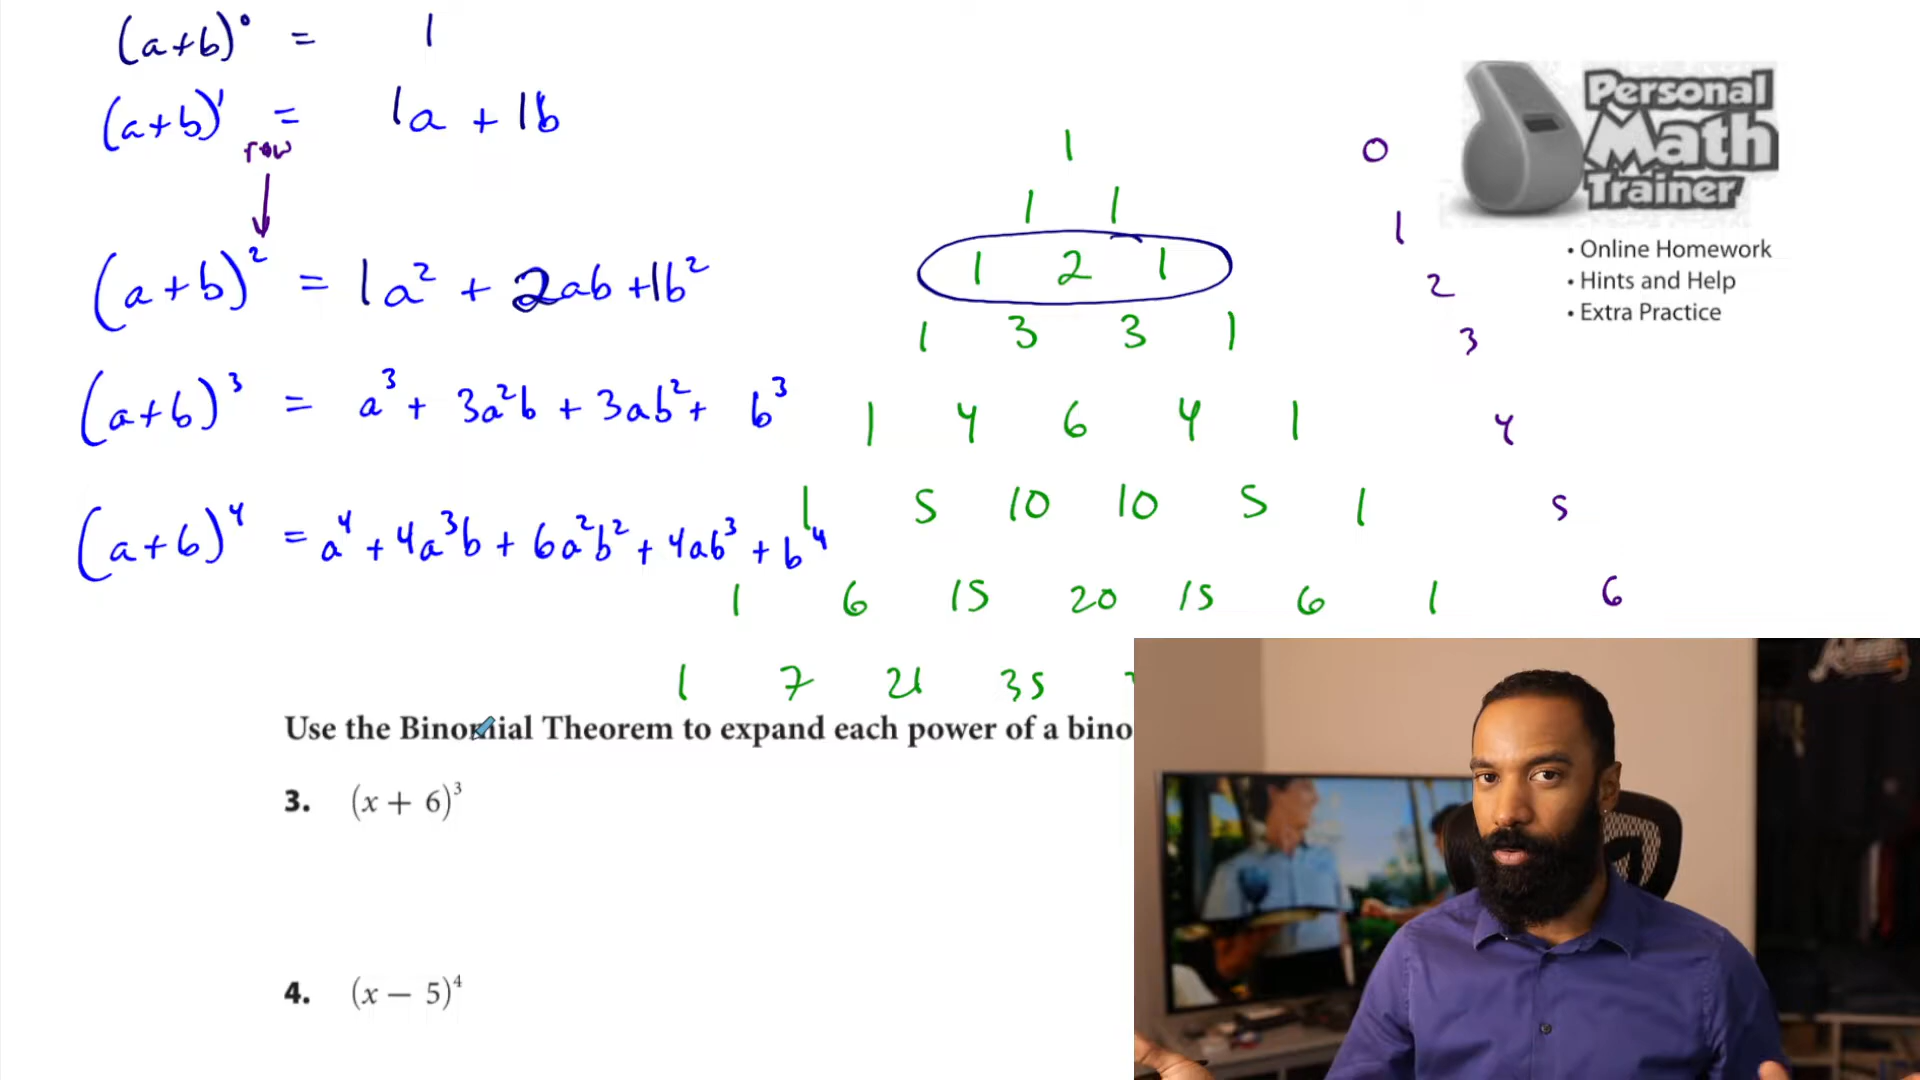 (a+b)⁰ = 1
(a+b)¹ = 1a + 1b
row
(a+b)² = 1a² + 2ab + 1b²
(a+b)³ = a³ + 3a²b + 3ab² + b³
(a+b)⁴ = a⁴ + 4a³b + 6a²b² + 4ab³ + b⁴
1 0
1 1 1
1 2 1 2
1 3 3 1 3
1 4 6 4 1 4
1 5 10 10 5 1 5
1 6 15 20 15 6 1 6
1 7 21 35
Personal
Math
Trainer
• Online Homework
• Hints and Help
• Extra Practice
Use the Binomial Theorem to expand each power of a bino
3. (x + 6)³
4. (x − 5)⁴